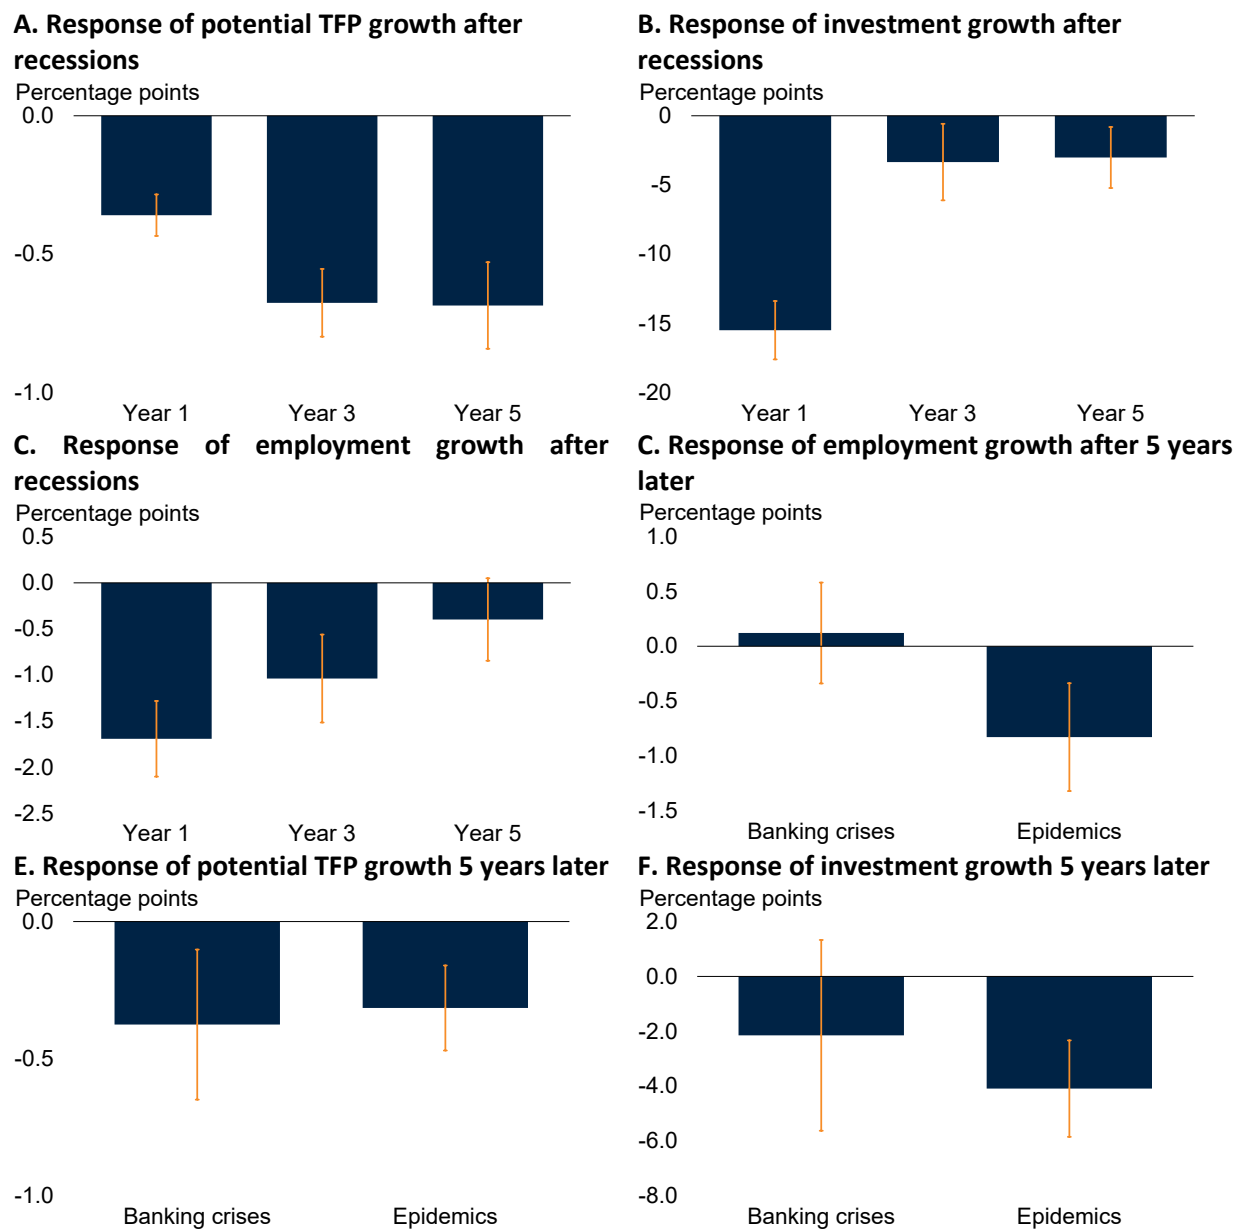 A. Response of potential TFP growth after
recessions
Percentage points
0.0
-0.5
-1.0
Year 1 Year 3 Year 5
B. Response of investment growth after
recessions
Percentage points
0
-5
-10
-15
-20
Year 1 Year 3 Year 5
C. Response of employment growth after
recessions
Percentage points
0.5
0.0
-0.5
-1.0
-1.5
-2.0
-2.5
Year 1 Year 3 Year 5
C. Response of employment growth after 5 years
later
Percentage points
1.0
0.5
0.0
-0.5
-1.0
-1.5
Banking crises Epidemics
E. Response of potential TFP growth 5 years later
Percentage points
0.0
-0.5
-1.0
Banking crises Epidemics
F. Response of investment growth 5 years later
Percentage points
2.0
0.0
-2.0
-4.0
-6.0
-8.0
Banking crises Epidemics